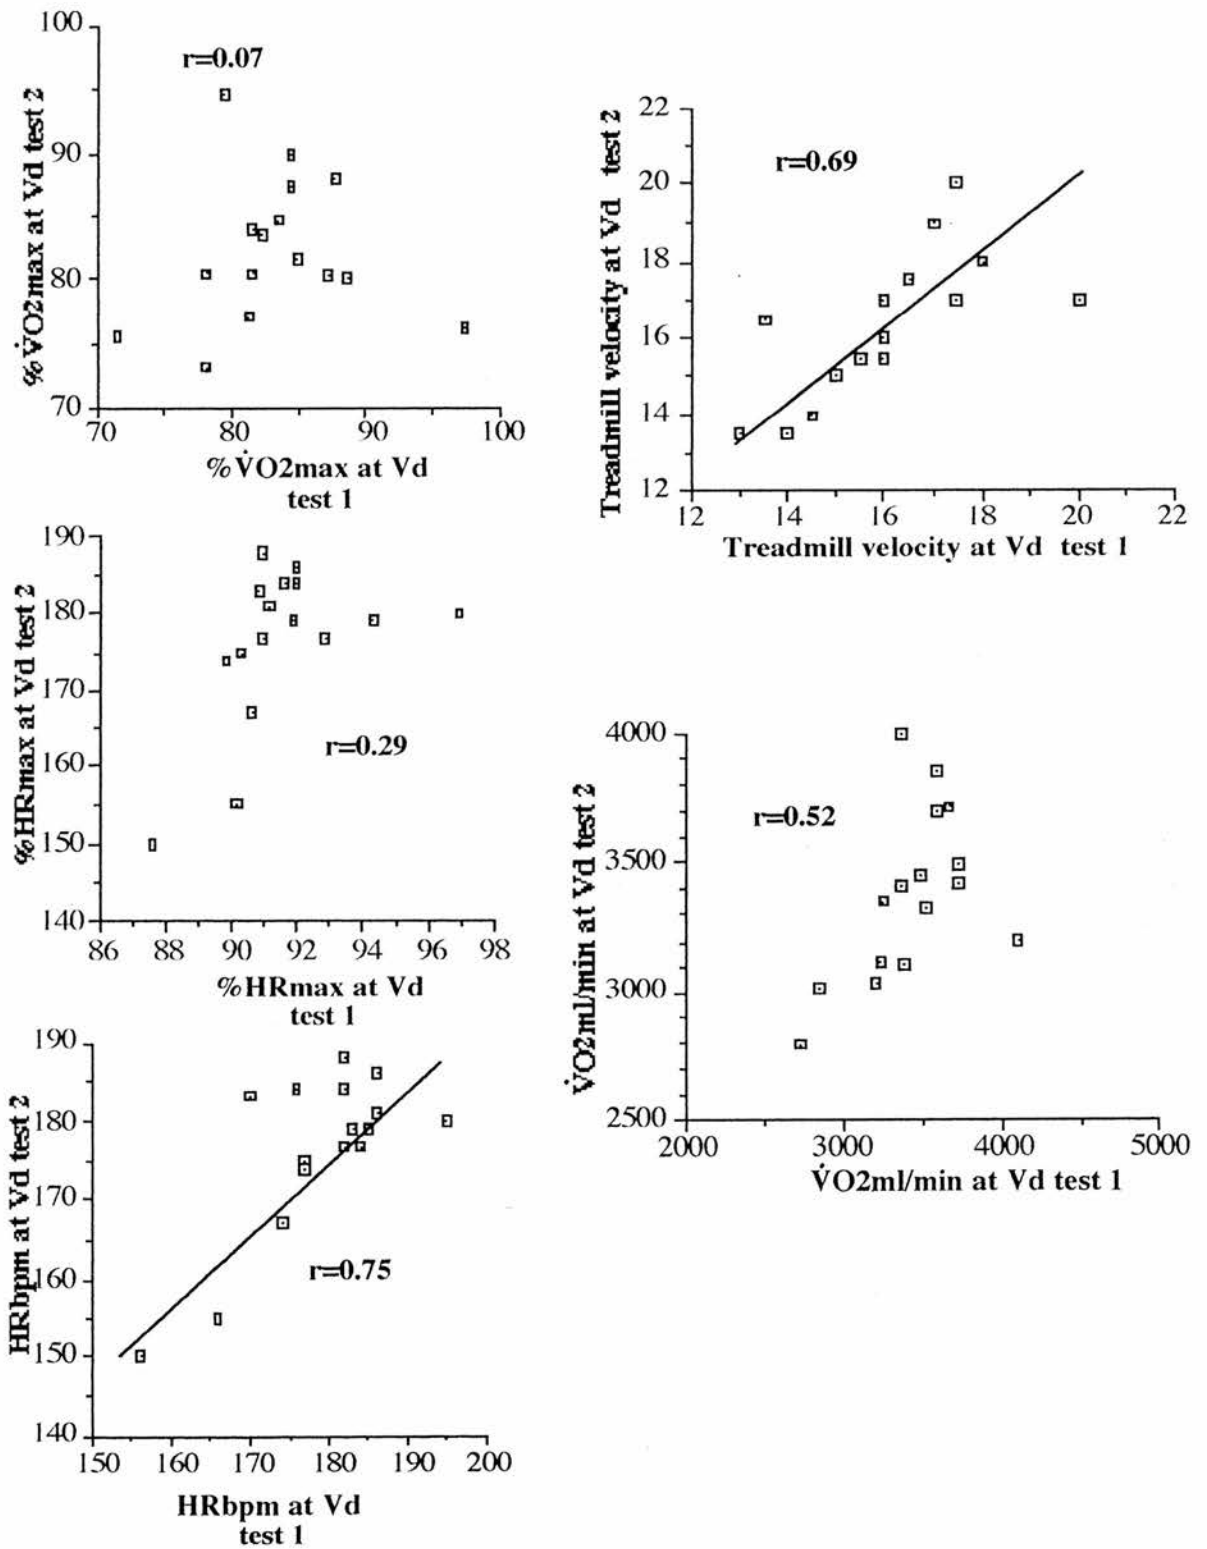 100
90
80
70
%V̇O2max at Vd test 2
r=0.07
70 80 90 100
%V̇O2max at Vd
test 1
22
20
18
16
14
12
Treadmill velocity at Vd test 2
r=0.69
12 14 16 18 20 22
Treadmill velocity at Vd test 1
190
180
170
160
150
140
%HRmax at Vd test 2
r=0.29
86 88 90 92 94 96 98
%HRmax at Vd
test 1
4000
3500
3000
2500
V̇O2ml/min at Vd test 2
r=0.52
2000 3000 4000 5000
V̇O2ml/min at Vd test 1
190
180
170
160
150
140
HRbpm at Vd test 2
r=0.75
150 160 170 180 190 200
HRbpm at Vd
test 1